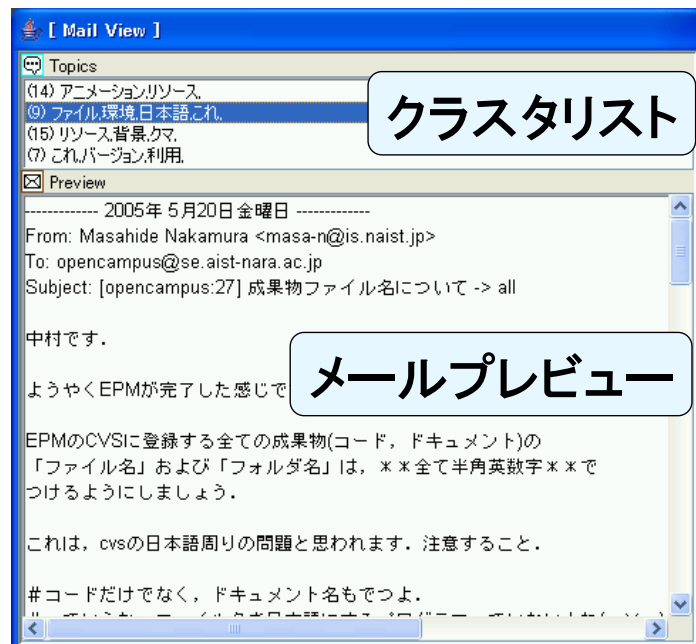 [ Mail View ]
Topics
(14) アニメーション,リソース,
(9) ファイル,環境,日本語,これ,
(15) リソース,背景,クマ,
(7) これ,バージョン,利用,
クラスタリスト
Preview
------------- 2005年 5月20日金曜日 -------------
From: Masahide Nakamura <masa-n@is.naist.jp>
To: opencampus@se.aist-nara.ac.jp
Subject: [opencampus:27] 成果物ファイル名について -> all
中村です．
ようやくEPMが完了した感じで
メールプレビュー
EPMのCVSに登録する全ての成果物(コード，ドキュメント)の
「ファイル名」および「フォルダ名」は，＊＊全て半角英数字＊＊で
つけるようにしましょう．
これは，cvsの日本語周りの問題と思われます．注意すること．
＃コードだけでなく，ドキュメント名もでつよ．